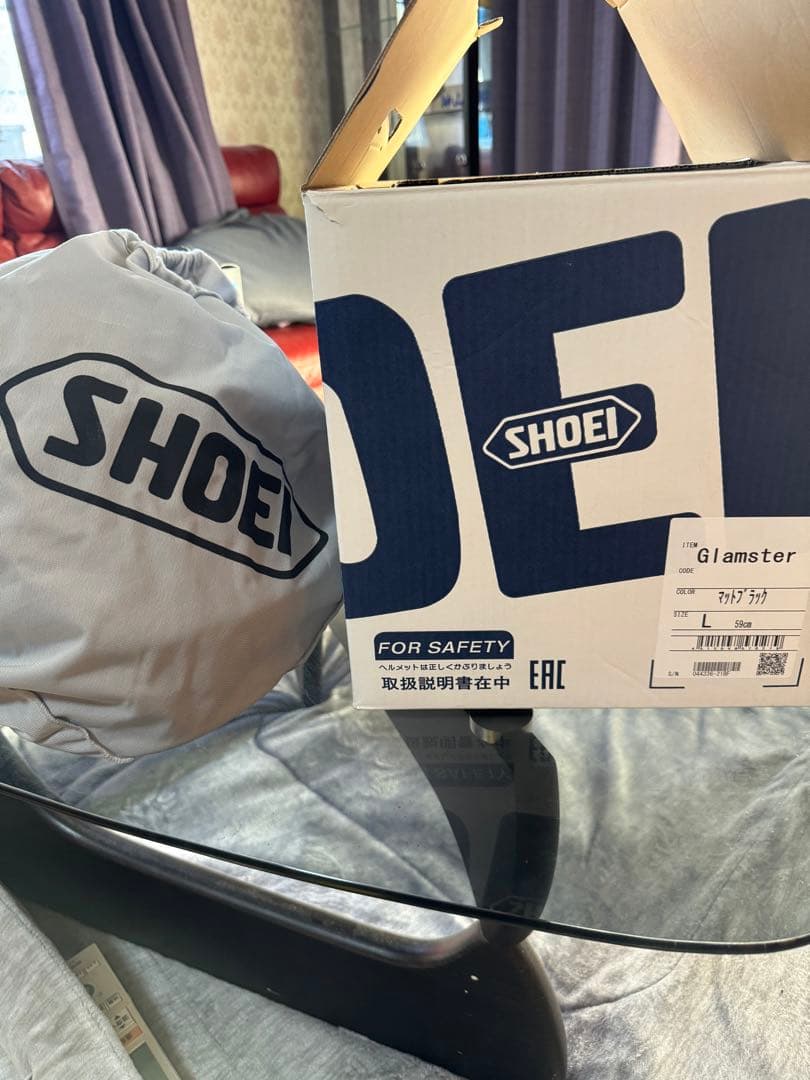 SHOEI
OEI
SHOEI
ITEM
Glamster
CODE
COLOR
マットブラック
SIZE
L 59cm
S/N
FOR SAFETY
ヘルメットは正しくかぶりましょう
取扱説明書在中
EAC